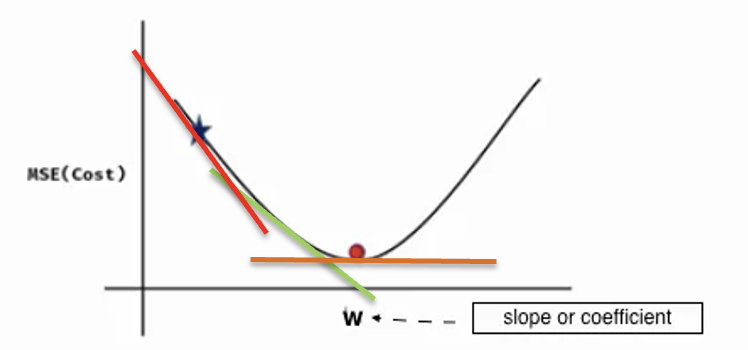 MSE(Cost)
W
slope or coefficient